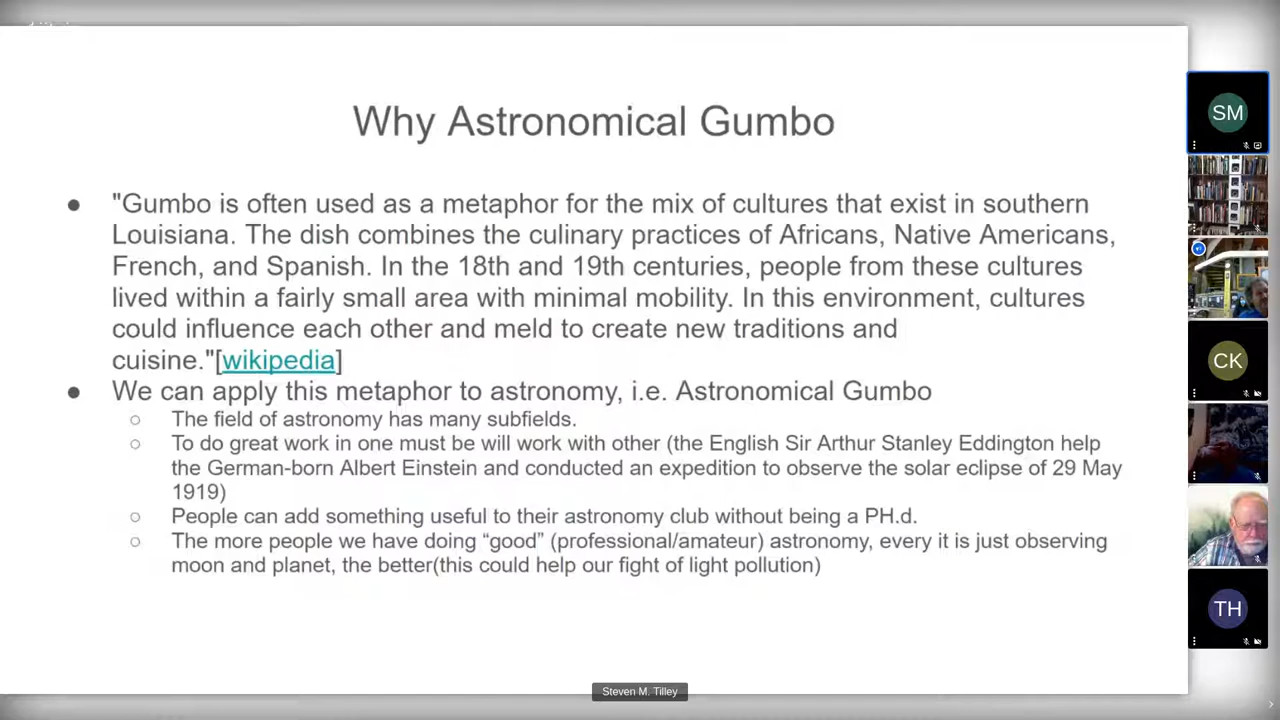 Why Astronomical Gumbo
● "Gumbo is often used as a metaphor for the mix of cultures that exist in southern
Louisiana. The dish combines the culinary practices of Africans, Native Americans,
French, and Spanish. In the 18th and 19th centuries, people from these cultures
lived within a fairly small area with minimal mobility. In this environment, cultures
could influence each other and meld to create new traditions and
cuisine."[wikipedia]
● We can apply this metaphor to astronomy, i.e. Astronomical Gumbo
○ The field of astronomy has many subfields.
○ To do great work in one must be will work with other (the English Sir Arthur Stanley Eddington help
the German-born Albert Einstein and conducted an expedition to observe the solar eclipse of 29 May
1919)
○ People can add something useful to their astronomy club without being a PH.d.
○ The more people we have doing “good” (professional/amateur) astronomy, every it is just observing
moon and planet, the better(this could help our fight of light pollution)
SM
CK
TH
Steven M. Tilley